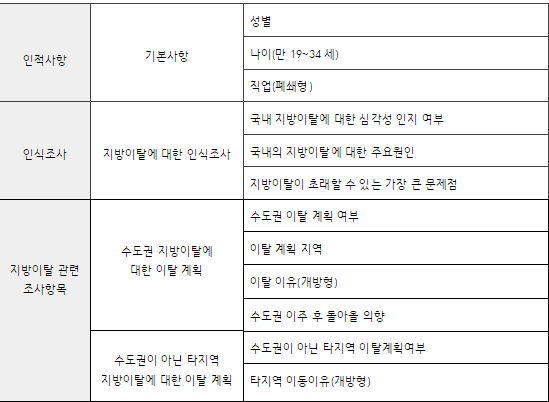 인적사항
기본사항
성별
나이(만 19~34 세)
직업(폐쇄형)
인식조사
지방이탈에 대한 인식조사
국내 지방이탈에 대한 심각성 인지 여부
국내의 지방이탈에 대한 주요원인
지방이탈이 초래할 수 있는 가장 큰 문제점
지방이탈 관련
조사항목
수도권 지방이탈에
대한 이탈 계획
수도권 이탈 계획 여부
이탈 계획 지역
이탈 이유(개방형)
수도권 이주 후 돌아올 의향
수도권이 아닌 타지역
지방이탈에 대한 이탈 계획
수도권이 아닌 타지역 이탈계획여부
타지역 이동이유(개방형)